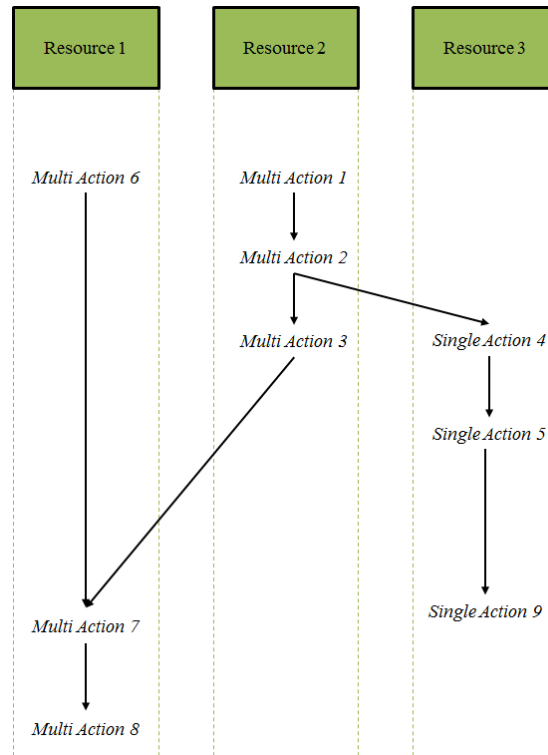 Resource 1
Resource 2
Resource 3
Multi Action 6
Multi Action 1
Multi Action 2
Multi Action 3
Single Action 4
Single Action 5
Multi Action 7
Single Action 9
Multi Action 8